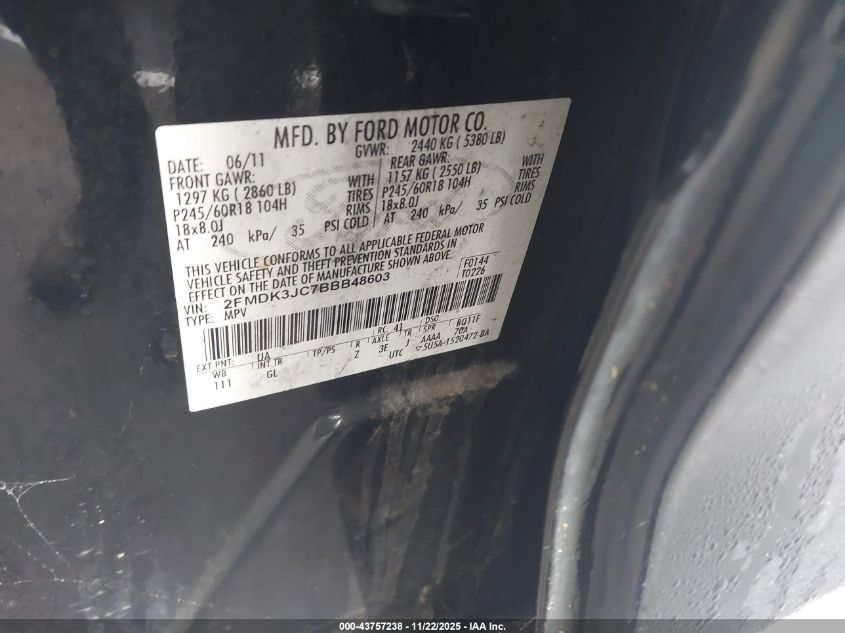 MFD. BY FORD MOTOR CO.
DATE: 06/11 GVWR: 2440 KG ( 5380 LB)
FRONT GAWR: WITH REAR GAWR: WITH
1297 KG ( 2860 LB) TIRES 1157 KG ( 2550 LB) TIRES
P245/60R18 104H RIMS P245/60R18 104H RIMS
18x8.0J 18x8.0J
AT 240 kPa/ 35 PSI COLD AT 240 kPa/ 35 PSI COLD
THIS VEHICLE CONFORMS TO ALL APPLICABLE FEDERAL MOTOR
VEHICLE SAFETY AND THEFT PREVENTION STANDARDS IN
EFFECT ON THE DATE OF MANUFACTURE SHOWN ABOVE.
VIN: 2FMDK3JC7BBB48603
TYPE: MPV
F0144
T0226
RC: 41 DSO:
EXT PNT: UA TP/PS R AXLE TR SPR BQ11F
WB INT TR Z 3E J AAAA 70A
111 GL UTC ▽5U5A-1520472-BA
000-43757238 - 11/22/2025 - IAA Inc.